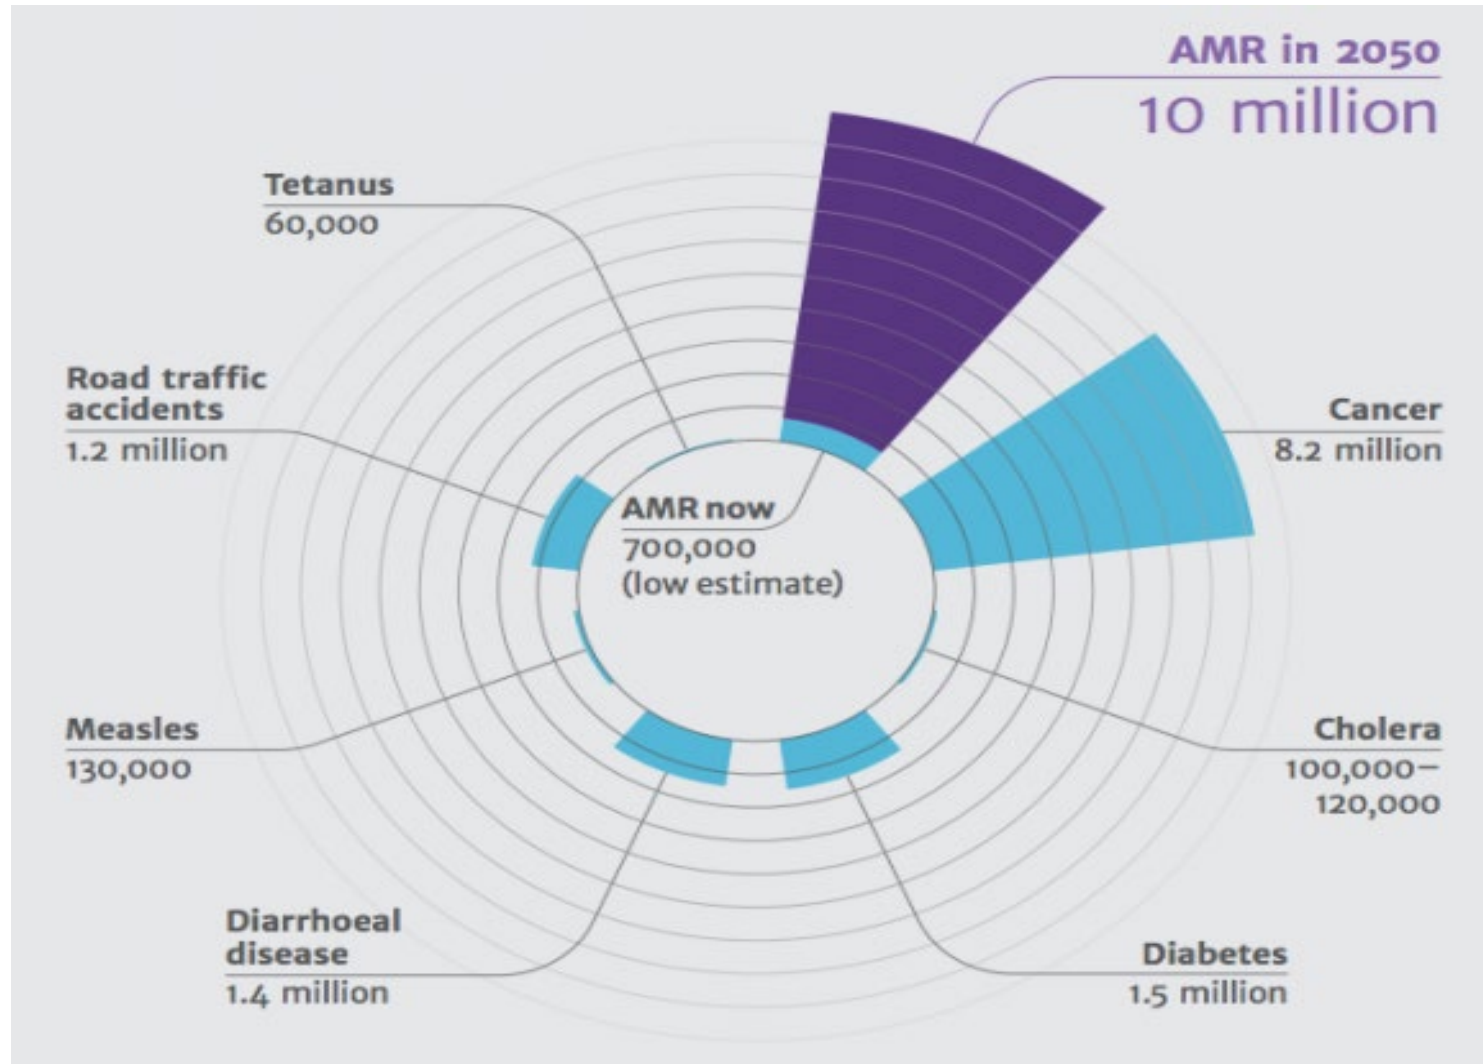 AMR in 2050
10 million
Tetanus
60,000
Road traffic
accidents
1.2 million
Cancer
8.2 million
AMR now
700,000
(low estimate)
Measles
130,000
Cholera
100,000–
120,000
Diarrhoeal
disease
1.4 million
Diabetes
1.5 million